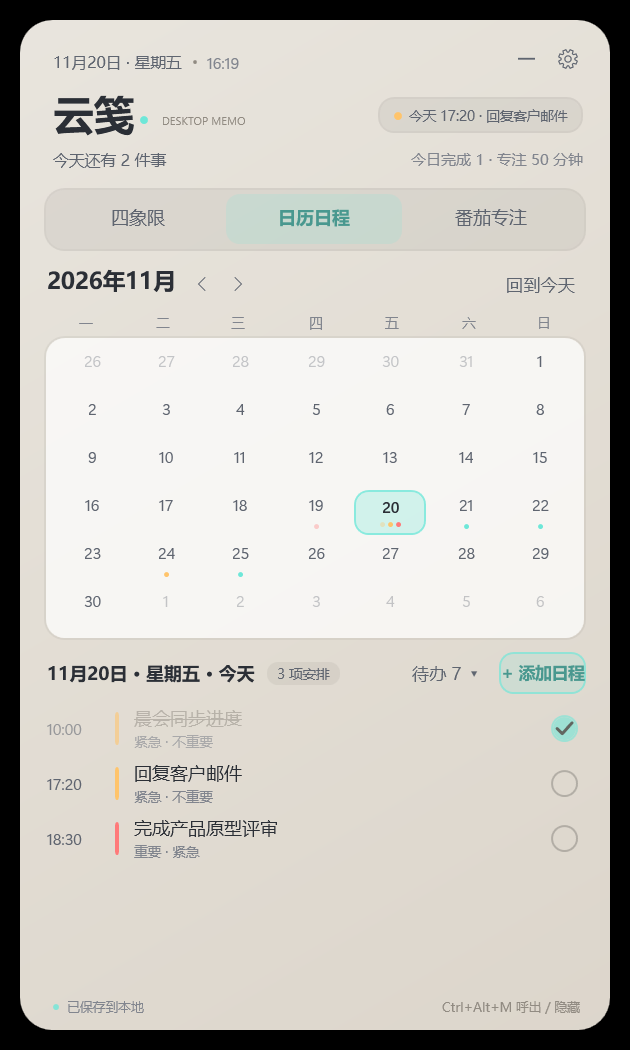 11月20日 · 星期五 • 16:19
云笺 DESKTOP MEMO
今天 17:20 · 回复客户邮件
今天还有 2 件事
今日完成 1 · 专注 50 分钟
四象限 日历日程 番茄专注
2026年11月 回到今天
一 二 三 四 五 六 日
26 27 28 29 30 31 1
2 3 4 5 6 7 8
9 10 11 12 13 14 15
16 17 18 19 20 21 22
23 24 25 26 27 28 29
30 1 2 3 4 5 6
11月20日 • 星期五 • 今天 3 项安排 待办 7 ▾ + 添加日程
晨会同步进度
10:00
紧急 · 不重要
回复客户邮件
17:20
紧急 · 不重要
完成产品原型评审
18:30
重要 · 紧急
已保存到本地 Ctrl+Alt+M 呼出 / 隐藏